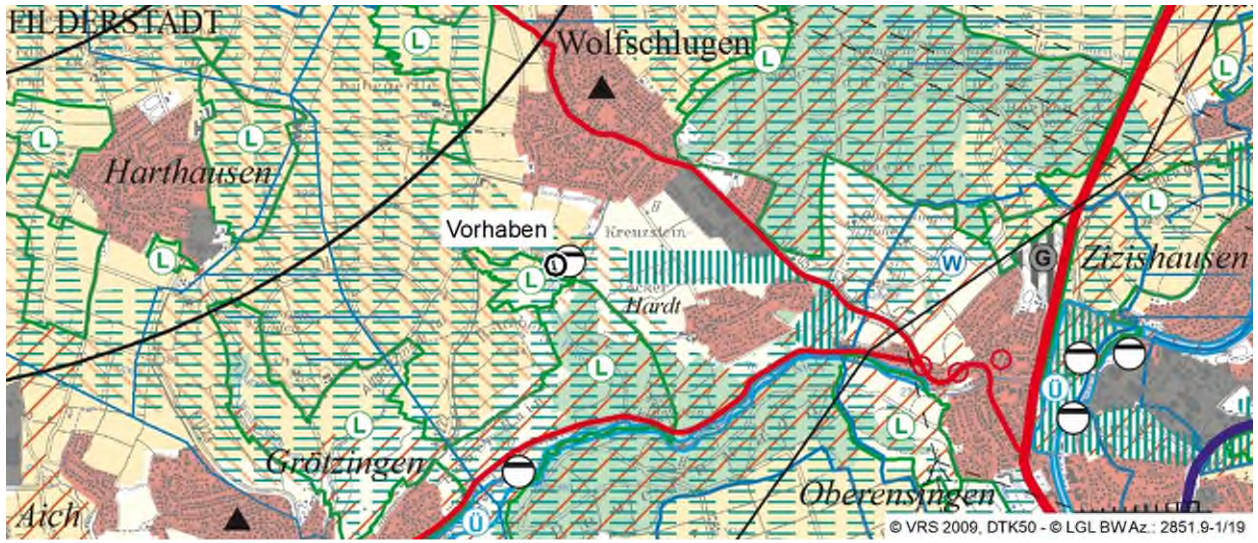 FILDERSTADT
Wolfschlugen
L
L
L
L
L
Harthausen
Vorhaben
Kreuzstein
L
1
L
W
G
Zizishausen
L
Hardt
L
Ü
L
L
Grötzingen
Oberensingen
Aich
Ü
© VRS 2009, DTK50 - © LGL BW Az.: 2851.9-1/19